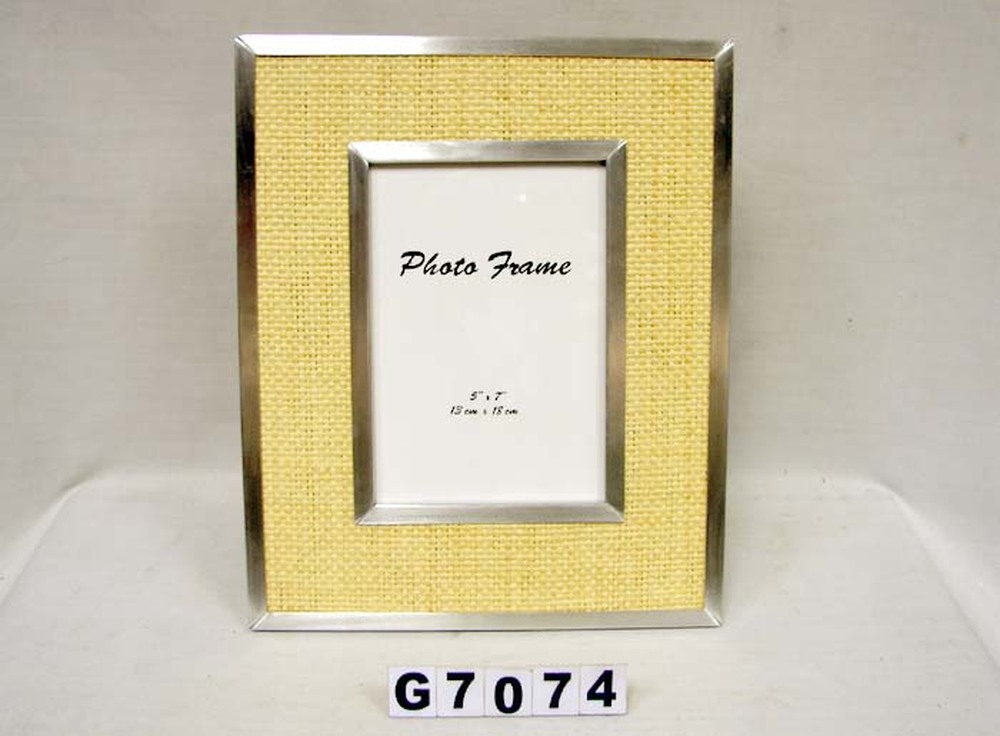 Photo Frame
5" x 7"
13 cm x 18 cm
G7074